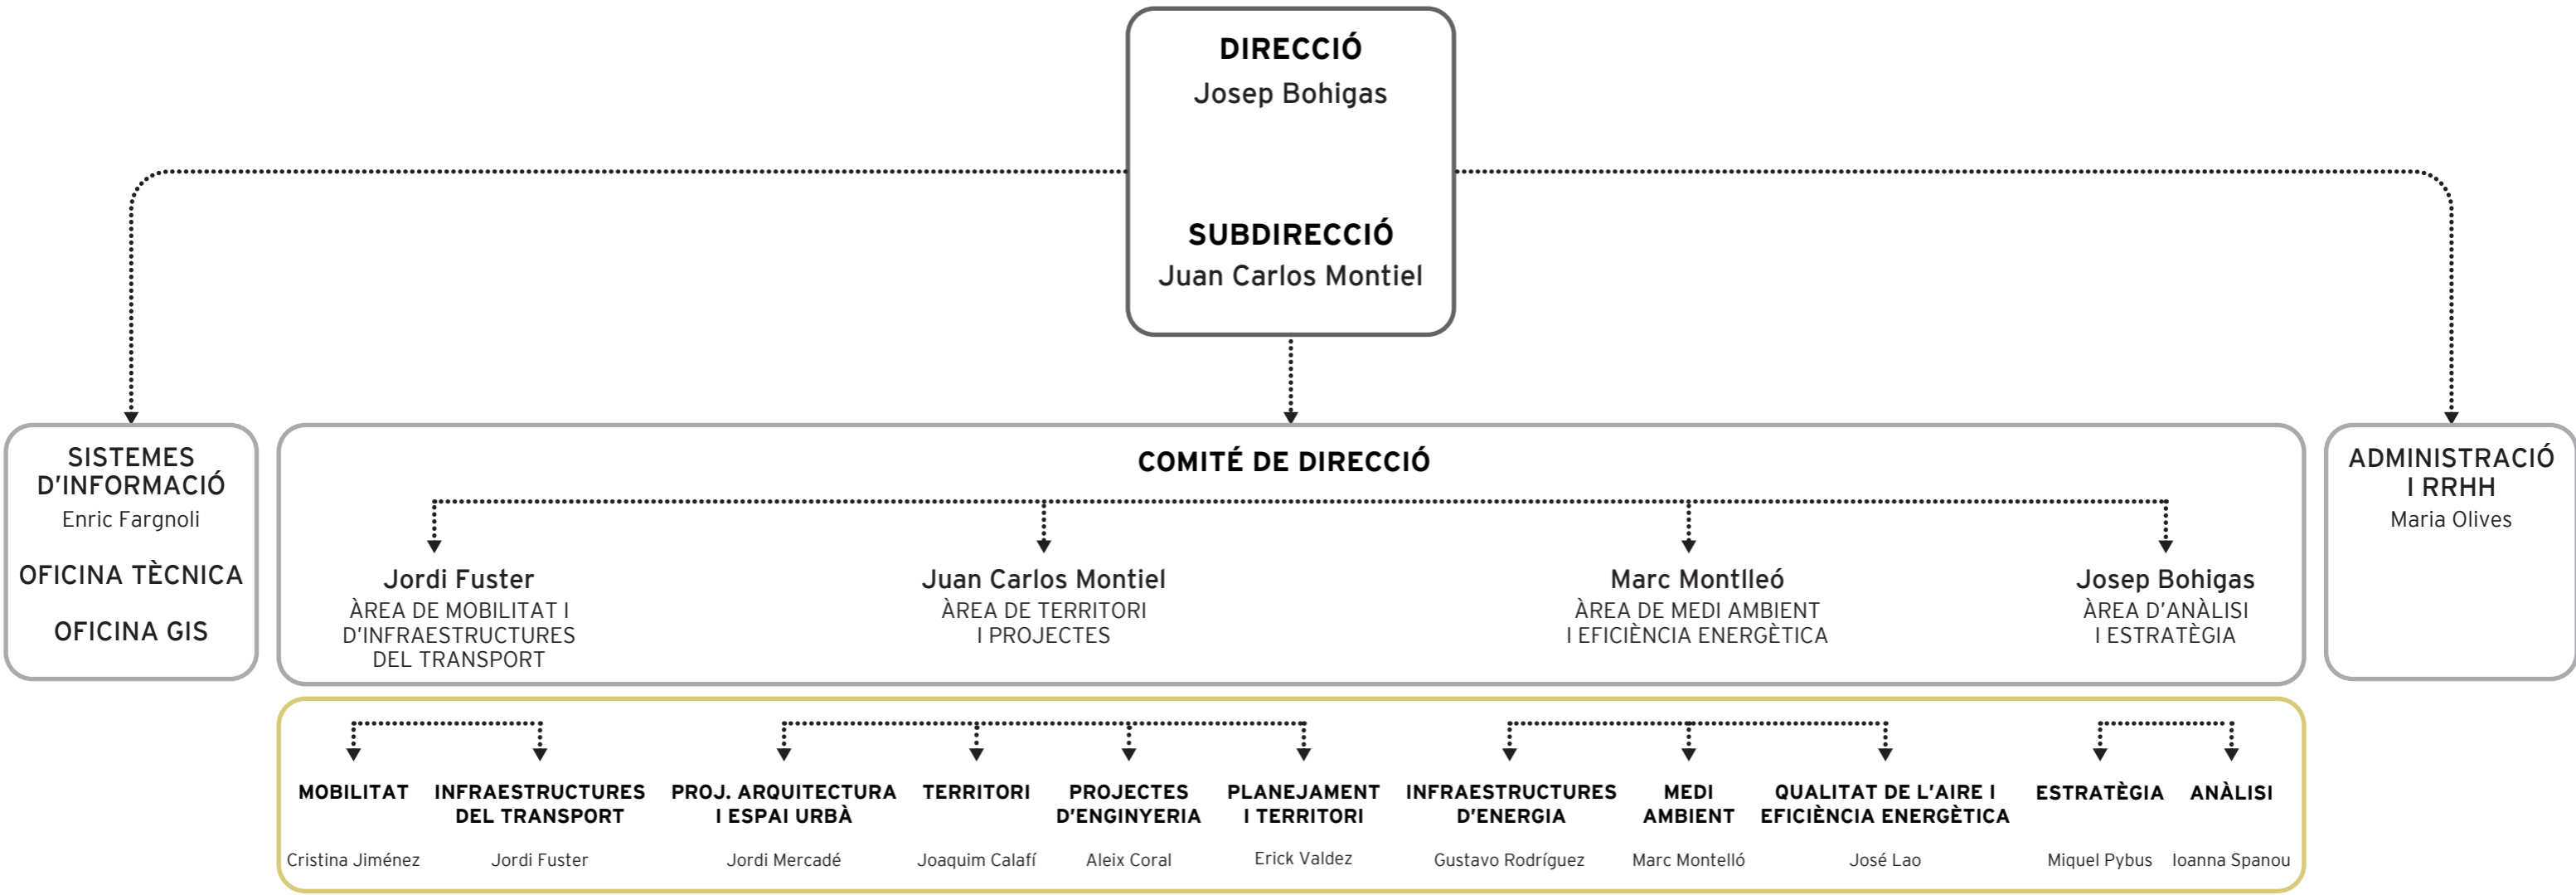 DIRECCIÓ
Josep Bohigas
SUBDIRECCIÓ
Juan Carlos Montiel
SISTEMES
D'INFORMACIÓ
Enric Fargnoli
OFICINA TÈCNICA
OFICINA GIS
COMITÉ DE DIRECCIÓ
Jordi Fuster
ÀREA DE MOBILITAT I
D'INFRAESTRUCTURES
DEL TRANSPORT
Juan Carlos Montiel
ÀREA DE TERRITORI
I PROJECTES
Marc Montlleó
ÀREA DE MEDI AMBIENT
I EFICIÈNCIA ENERGÈTICA
Josep Bohigas
ÀREA D'ANÀLISI
I ESTRATÈGIA
ADMINISTRACIÓ
I RRHH
Maria Olives
MOBILITAT
Cristina Jiménez
INFRAESTRUCTURES
DEL TRANSPORT
Jordi Fuster
PROJ. ARQUITECTURA
I ESPAI URBÀ
Jordi Mercadé
TERRITORI
Joaquim Calafí
PROJECTES
D'ENGINYERIA
Aleix Coral
PLANEJAMENT
I TERRITORI
Erick Valdez
INFRAESTRUCTURES
D'ENERGIA
Gustavo Rodríguez
MEDI
AMBIENT
Marc Montelló
QUALITAT DE L'AIRE I
EFICIÈNCIA ENERGÈTICA
José Lao
ESTRATÈGIA
Miquel Pybus
ANÀLISI
Ioanna Spanou